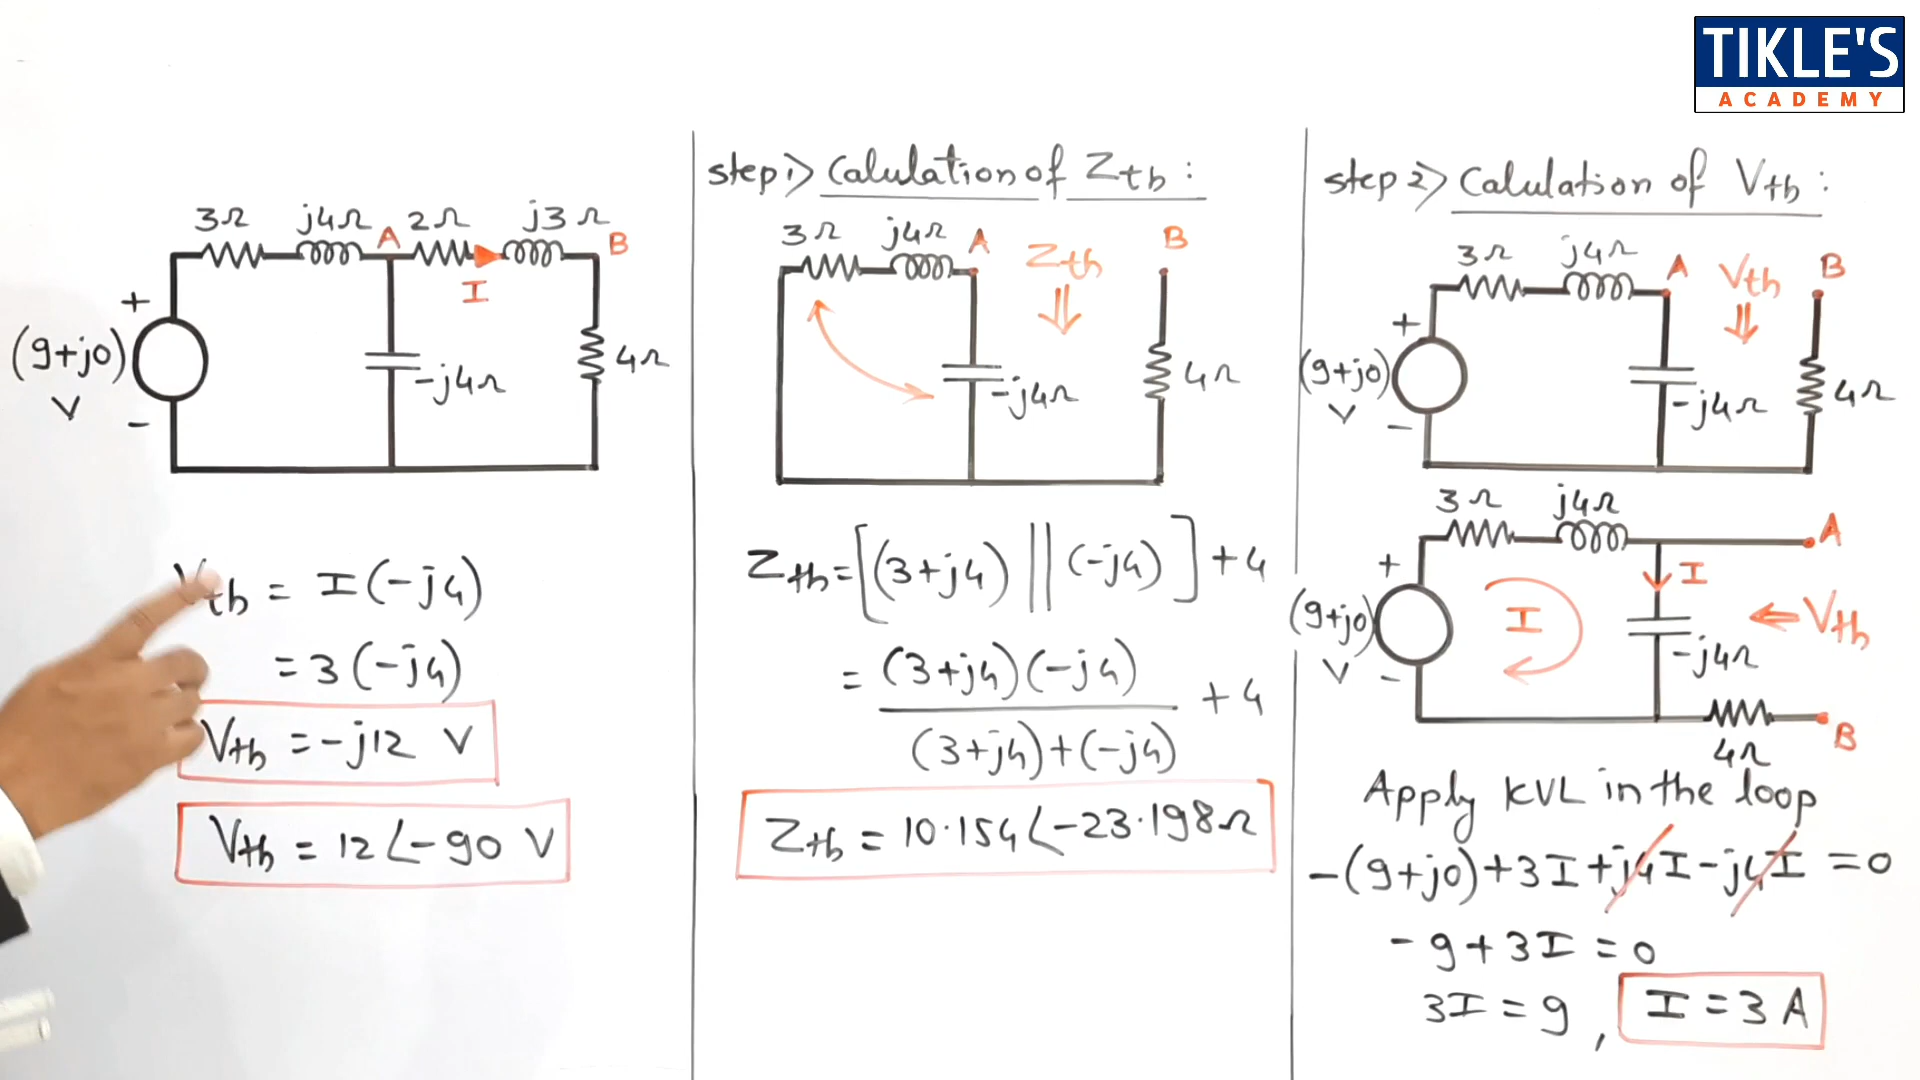 TIKLE'S
ACADEMY
3Ω j4Ω A 2Ω j3Ω B
I
+
(9+j0)
V
-
-j4Ω
4Ω
= I(-j4)
= 3(-j4)
Vth = -j12 V
Vth = 12∠-90 V
step 1) Calulation of Zth :
3Ω j4Ω A Zth B
-j4Ω
4Ω
Zth = [(3+j4) || (-j4)] + 4
= (3+j4)(-j4)
+ 4
(3+j4)+(-j4)
Zth = 10.154∠-23.198Ω
step 2) Calulation of Vth :
3Ω j4Ω A Vth B
+
(9+j0)
V
-
-j4Ω
4Ω
3Ω j4Ω A
+
(9+j0)
V
-
I
I
-j4Ω
Vth
4Ω
B
Apply KVL in the loop
-(9+j0)+3I+j4I-j4I =0
-9+3I =0
3I = 9 , I = 3 A